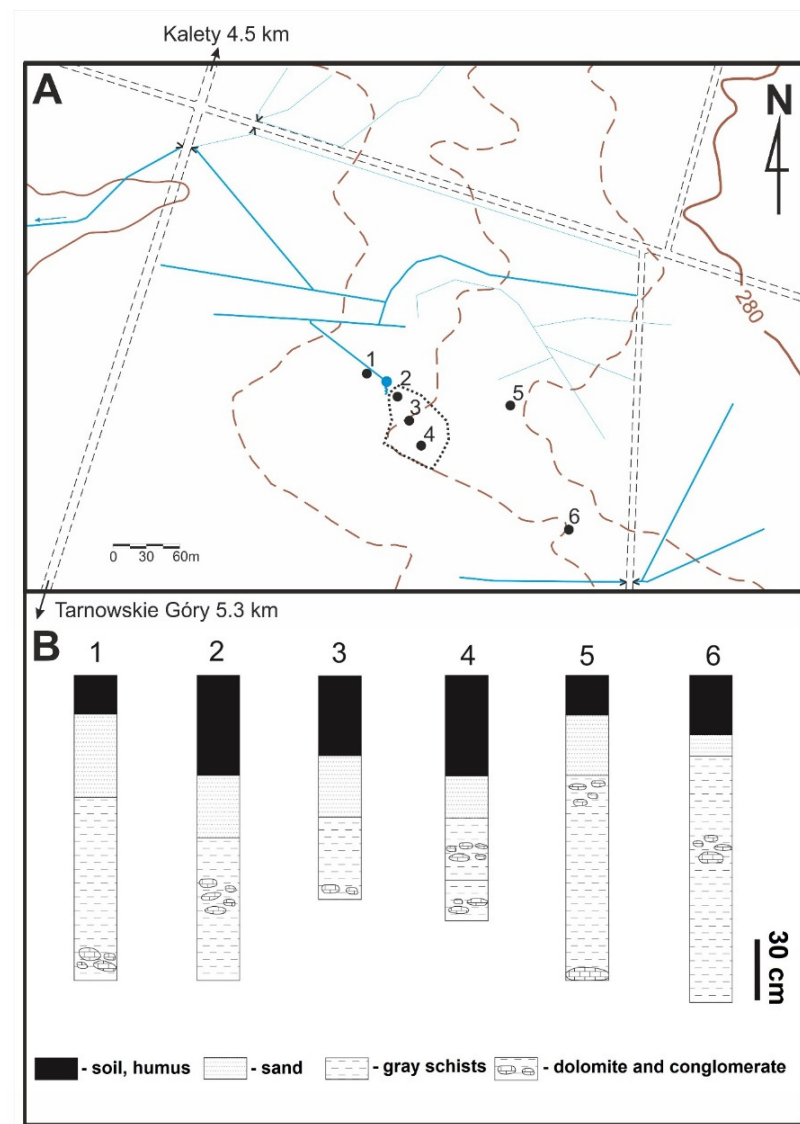 Kalety 4.5 km
A
N
280
1
2
3
4
5
6
0 30 60m
Tarnowskie Góry 5.3 km
B
1 2 3 4 5 6
30 cm
- soil, humus - sand - gray schists - dolomite and conglomerate